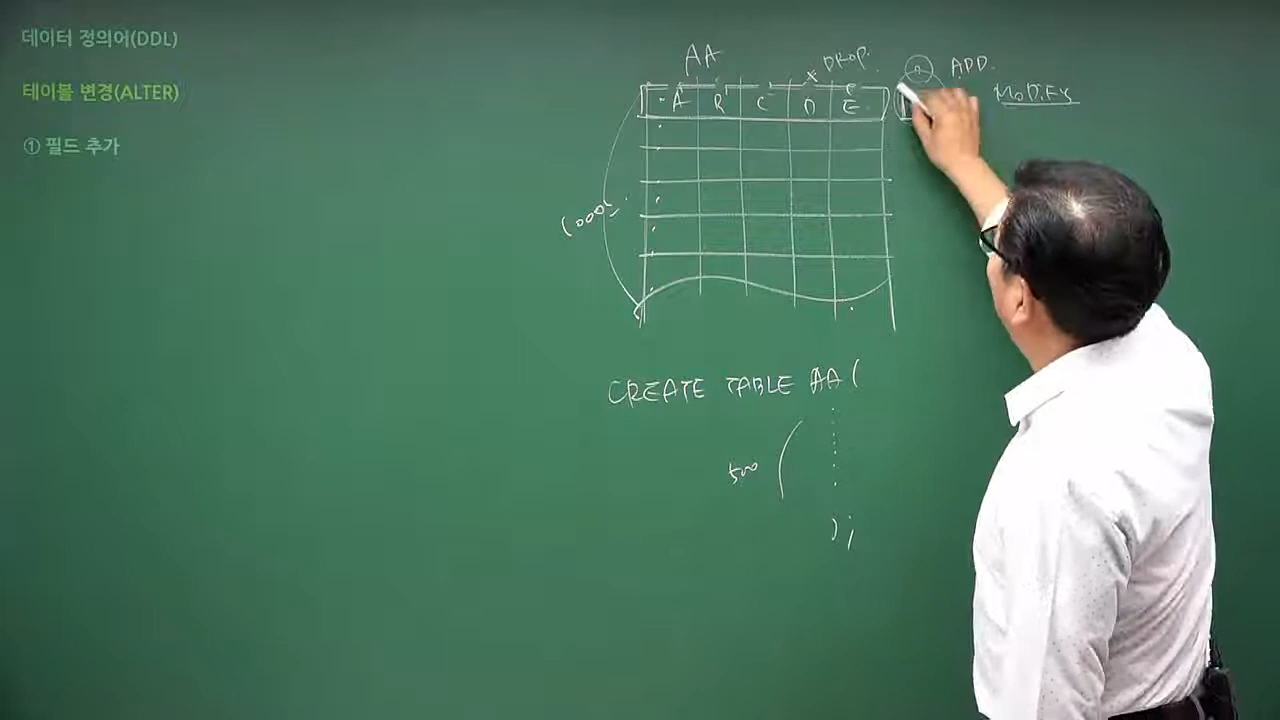 데이터 정의어(DDL)
테이블 변경(ALTER)
① 필드 추가
AA
DROP.
ADD.
MODIFY
A B C D E
1000
CREATE TABLE AA (
500
);